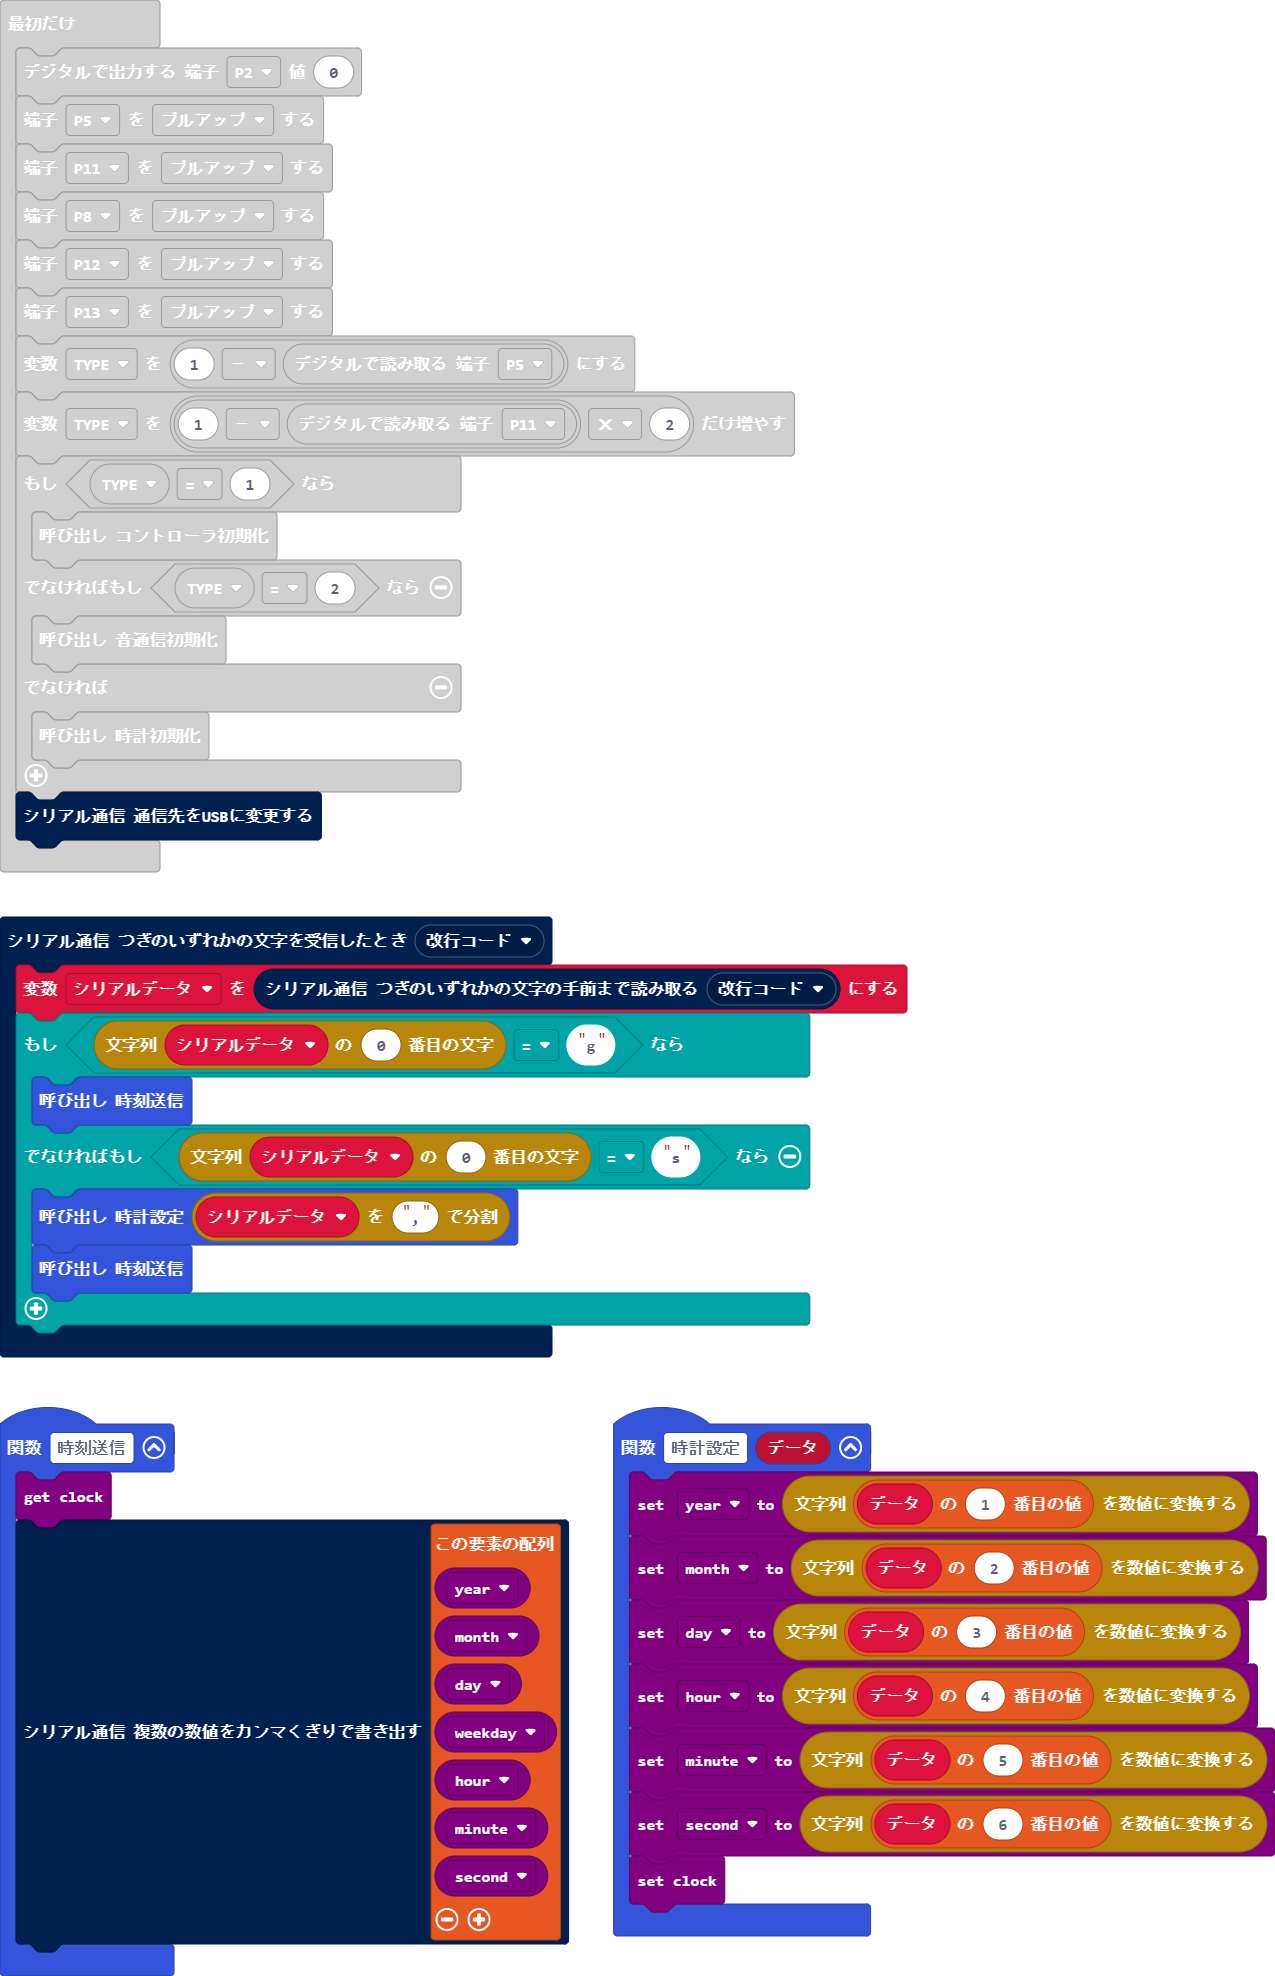 最初だけ
デジタルで出力する 端子 P2 値 0
端子 P5 を プルアップ する
端子 P11 を プルアップ する
端子 P8 を プルアップ する
端子 P12 を プルアップ する
端子 P13 を プルアップ する
変数 TYPE を 1 - デジタルで読み取る 端子 P5 にする
変数 TYPE を 1 - デジタルで読み取る 端子 P11 × 2 だけ増やす
もし TYPE = 1 なら
呼び出し コントローラ初期化
でなければもし TYPE = 2 なら
呼び出し 音通信初期化
でなければ
呼び出し 時計初期化
シリアル通信 通信先をUSBに変更する
シリアル通信 つぎのいずれかの文字を受信したとき 改行コード
変数 シリアルデータ を シリアル通信 つぎのいずれかの文字の手前まで読み取る 改行コード にする
もし 文字列 シリアルデータ の 0 番目の文字 = "g" なら
呼び出し 時刻送信
でなければもし 文字列 シリアルデータ の 0 番目の文字 = "s" なら
呼び出し 時計設定 シリアルデータ を "," で分割
呼び出し 時刻送信
関数 時刻送信
get clock
シリアル通信 複数の数値をカンマくぎりで書き出す
この要素の配列
year
month
day
weekday
hour
minute
second
関数 時計設定 データ
set year to 文字列 データ の 1 番目の値 を数値に変換する
set month to 文字列 データ の 2 番目の値 を数値に変換する
set day to 文字列 データ の 3 番目の値 を数値に変換する
set hour to 文字列 データ の 4 番目の値 を数値に変換する
set minute to 文字列 データ の 5 番目の値 を数値に変換する
set second to 文字列 データ の 6 番目の値 を数値に変換する
set clock